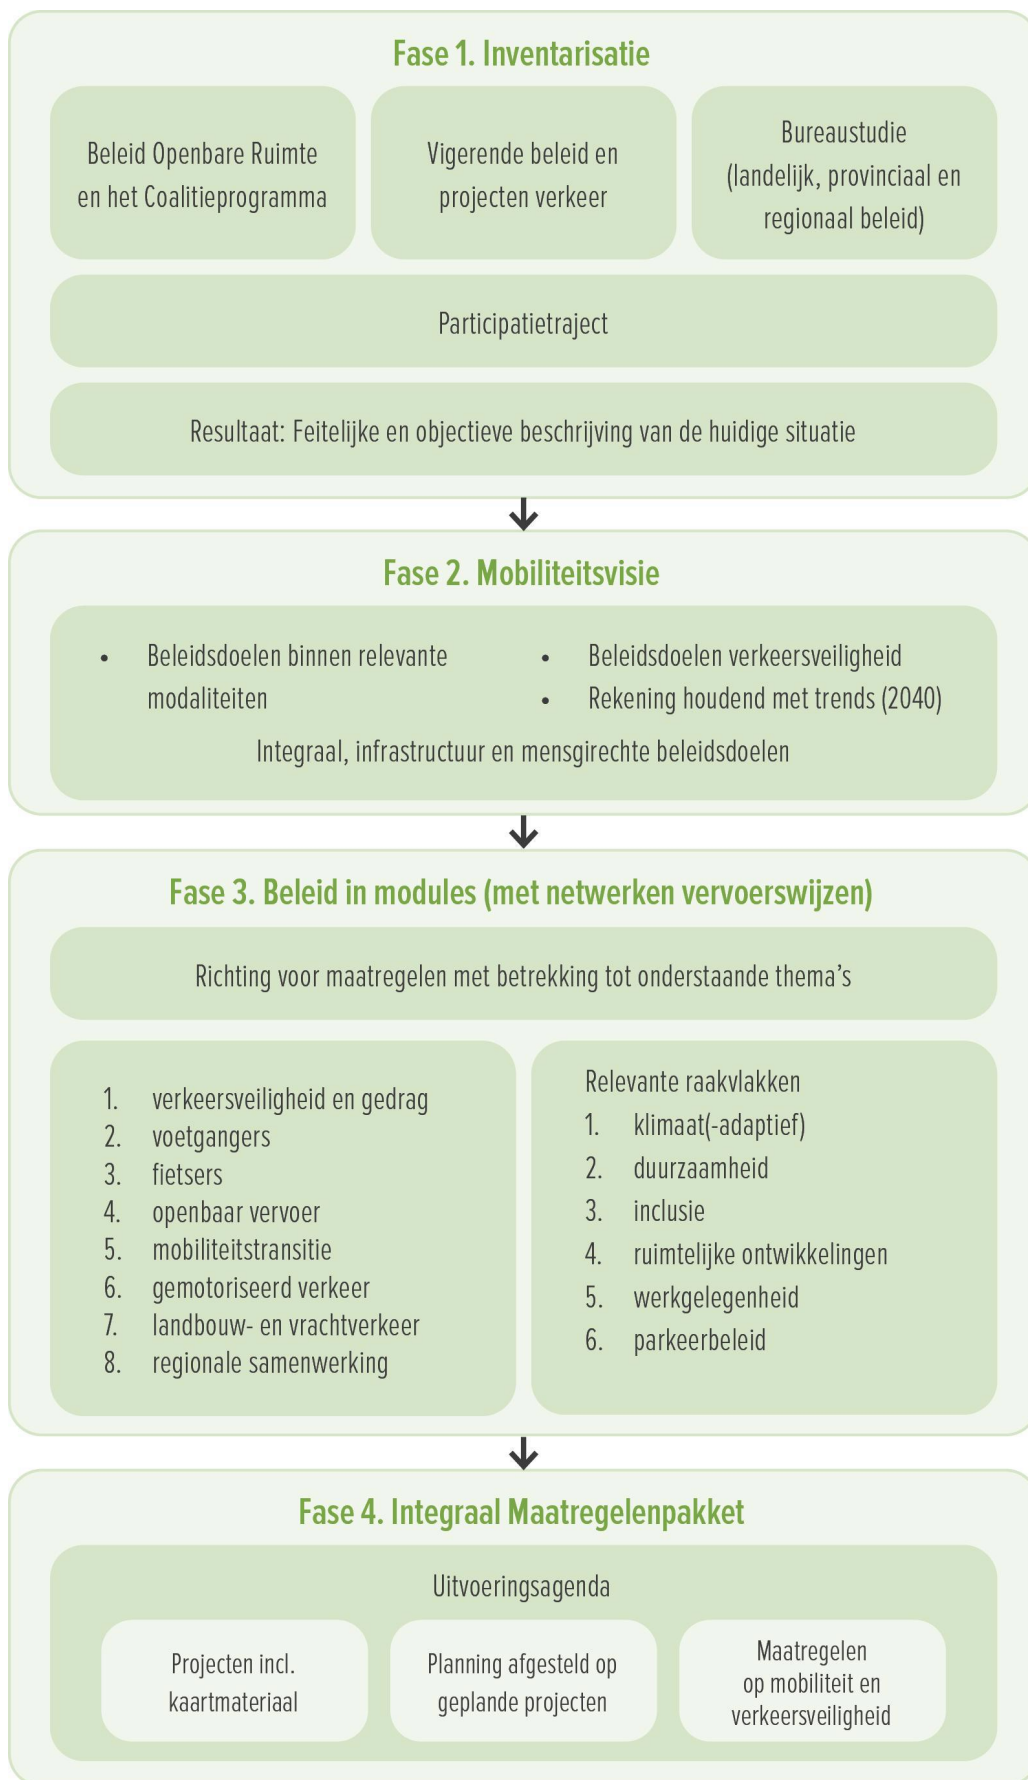 Fase 1. Inventarisatie
Beleid Openbare Ruimte
en het Coalitieprogramma
Vigerende beleid en
projecten verkeer
Bureaustudie
(landelijk, provinciaal en
regionaal beleid)
Participatietraject
Resultaat: Feitelijke en objectieve beschrijving van de huidige situatie
Fase 2. Mobiliteitsvisie
• Beleidsdoelen binnen relevante
modaliteiten
• Beleidsdoelen verkeersveiligheid
• Rekening houdend met trends (2040)
Integraal, infrastructuur en mensgirechte beleidsdoelen
Fase 3. Beleid in modules (met netwerken vervoerswijzen)
Richting voor maatregelen met betrekking tot onderstaande thema's
1. verkeersveiligheid en gedrag
2. voetgangers
3. fietsers
4. openbaar vervoer
5. mobiliteitstransitie
6. gemotoriseerd verkeer
7. landbouw- en vrachtverkeer
8. regionale samenwerking
Relevante raakvlakken
1. klimaat(-adaptief)
2. duurzaamheid
3. inclusie
4. ruimtelijke ontwikkelingen
5. werkgelegenheid
6. parkeerbeleid
Fase 4. Integraal Maatregelenpakket
Uitvoeringsagenda
Projecten incl.
kaartmateriaal
Planning afgesteld op
geplande projecten
Maatregelen
op mobiliteit en
verkeersveiligheid